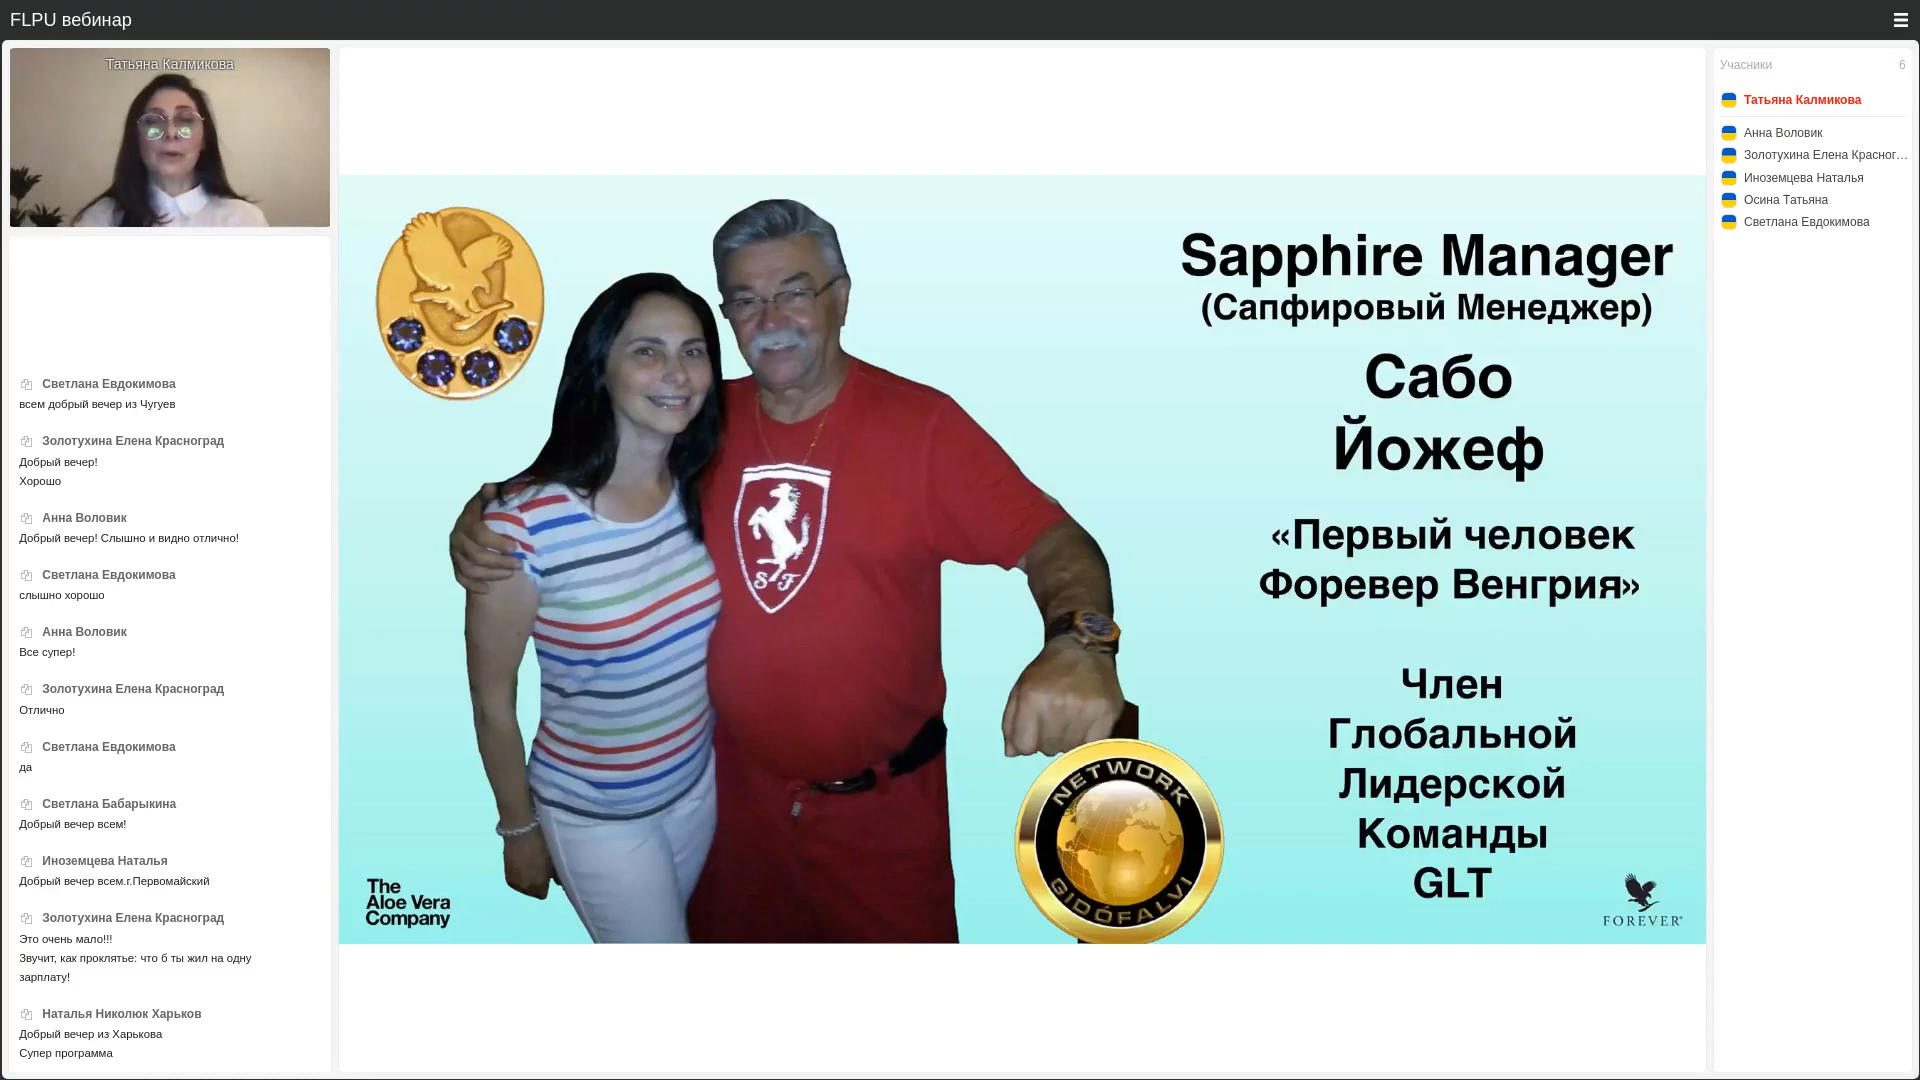 FLPU вебинар
Татьяна Калмикова
Светлана Евдокимова
всем добрый вечер из Чугуев
Золотухина Елена Красноград
Добрый вечер!
Хорошо
Анна Воловик
Добрый вечер! Слышно и видно отлично!
Светлана Евдокимова
слышно хорошо
Анна Воловик
Все супер!
Золотухина Елена Красноград
Отлично
Светлана Евдокимова
да
Светлана Бабарыкина
Добрый вечер всем!
Иноземцева Наталья
Добрый вечер всем.г.Первомайский
Золотухина Елена Красноград
Это очень мало!!!
Звучит, как проклятье: что б ты жил на одну
зарплату!
Наталья Николюк Харьков
Добрый вечер из Харькова
Супер программа
Sapphire Manager
(Сапфировый Менеджер)
Сабо
Йожеф
«Первый человек
Форевер Венгрия»
Член
Глобальной
Лидерской
Команды
GLT
S F
NETWORK
GIDÓFALVI
The
Aloe Vera
Company
FOREVER®
Учасники 6
Татьяна Калмикова
Анна Воловик
Золотухина Елена Красног…
Иноземцева Наталья
Осина Татьяна
Светлана Евдокимова